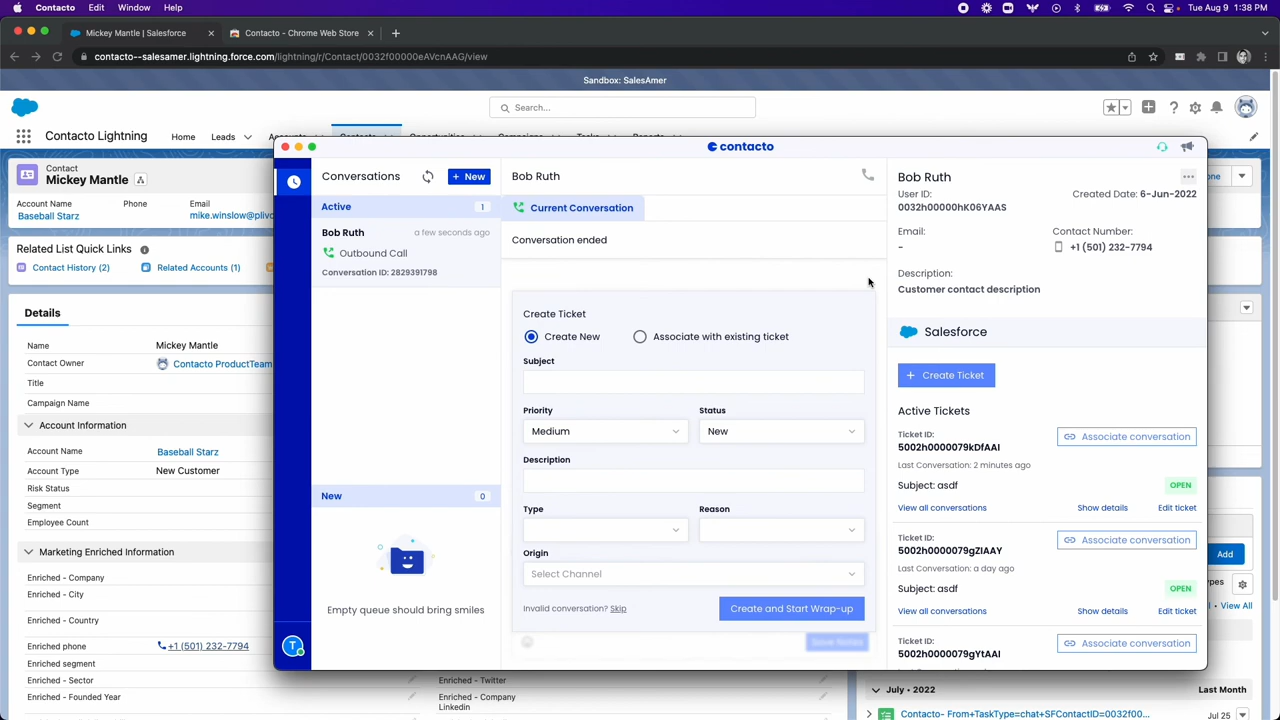 Contacto Edit Window Help
Tue Aug 9 1:38 PM
Mickey Mantle | Salesforce
Contacto - Chrome Web Store
contacto--salesamer.lightning.force.com/lightning/r/Contact/0032f00000eAVcnAAG/view
Sandbox: SalesAmer
Search...
Contacto Lightning
Home
Leads
Contact
Mickey Mantle
Account Name
Baseball Starz
Phone
Email
mike.winslow@plivo
Related List Quick Links
Contact History (2)
Related Accounts (1)
Details
Name
Mickey Mantle
Contact Owner
Contacto ProductTeam
Title
Campaign Name
Account Information
Account Name
Baseball Starz
Account Type
New Customer
Risk Status
Segment
Employee Count
Marketing Enriched Information
Enriched - Company
Enriched - City
Enriched - Country
Enriched phone
+1 (501) 232-7794
Enriched segment
Enriched - Sector
Enriched - Founded Year
Enriched - Twitter
Enriched - Company
Linkedin
contacto
Conversations
+ New
Active
1
Bob Ruth
a few seconds ago
Outbound Call
Conversation ID: 2829391798
New
0
Empty queue should bring smiles
T
Bob Ruth
Current Conversation
Conversation ended
Create Ticket
Create New
Associate with existing ticket
Subject
Priority
Status
Medium
New
Description
Type
Reason
Origin
Select Channel
Invalid conversation? Skip
Create and Start Wrap-up
Bob Ruth
User ID:
0032h00000hK06YAAS
Created Date: 6-Jun-2022
Email:
-
Contact Number:
+1 (501) 232-7794
Description:
Customer contact description
Salesforce
+ Create Ticket
Active Tickets
Ticket ID:
5002h0000079kDfAAI
Associate conversation
Last Conversation: 2 minutes ago
Subject: asdf
OPEN
View all conversations
Show details
Edit ticket
Ticket ID:
5002h0000079gZIAAY
Associate conversation
Last Conversation: a day ago
Subject: asdf
OPEN
View all conversations
Show details
Edit ticket
Ticket ID:
5002h0000079gYtAAI
Associate conversation
Add
View All
July • 2022
Last Month
Contacto- From+TaskType=chat+SFContactID=0032f00...
Jul 25